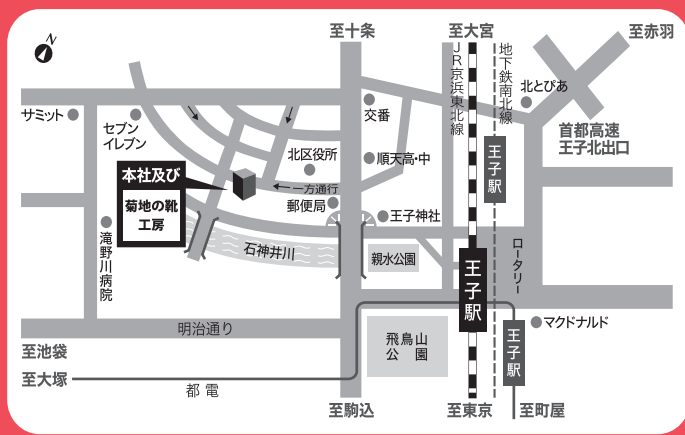 N
至十条
至大宮
至赤羽
JR京浜東北線
地下鉄南北線
北とぴあ
サミット
セブン
イレブン
交番
首都高速
王子北出口
北区役所
順天高・中
王子駅
本社及び
菊地の靴
工房
一方通行
郵便局
王子神社
滝野川病院
石神井川
親水公園
ロータリー
王子駅
明治通り
飛鳥山
公園
マクドナルド
王子駅
至池袋
至大塚
都電
至駒込
至東京
至町屋